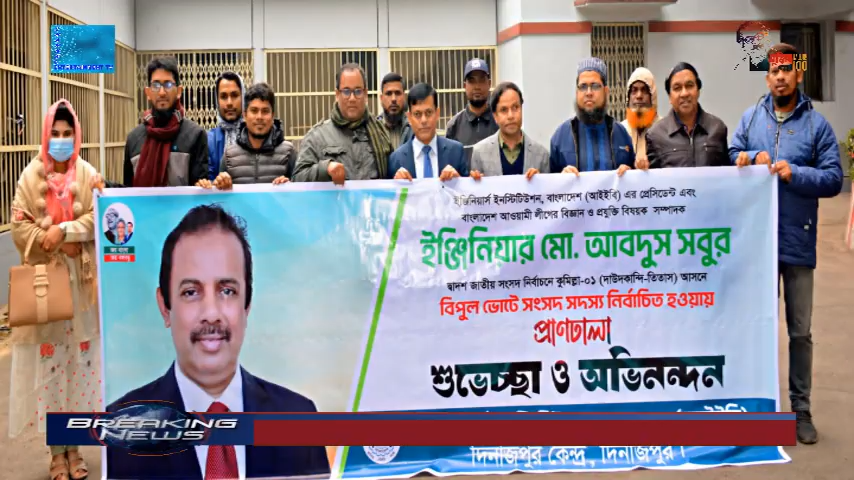 ইঞ্জিনিয়ার্স ইনস্টিটিউশন, বাংলাদেশ (আইইবি) এর প্রেসিডেন্ট এবং
বাংলাদেশ আওয়ামী লীগের বিজ্ঞান ও প্রযুক্তি বিষয়ক সম্পাদক
ইঞ্জিনিয়ার মো. আবদুস সবুর
দ্বাদশ জাতীয় সংসদ নির্বাচনে কুমিল্লা-০১ (দাউদকান্দি-তিতাস) আসনে
বিপুল ভোটে সংসদ সদস্য নির্বাচিত হওয়ায়
প্রাণঢালা
শুভেচ্ছা ও অভিনন্দন
BREAKING
NEWS
দিনাজপুর কেন্দ্র, দিনাজপুর।